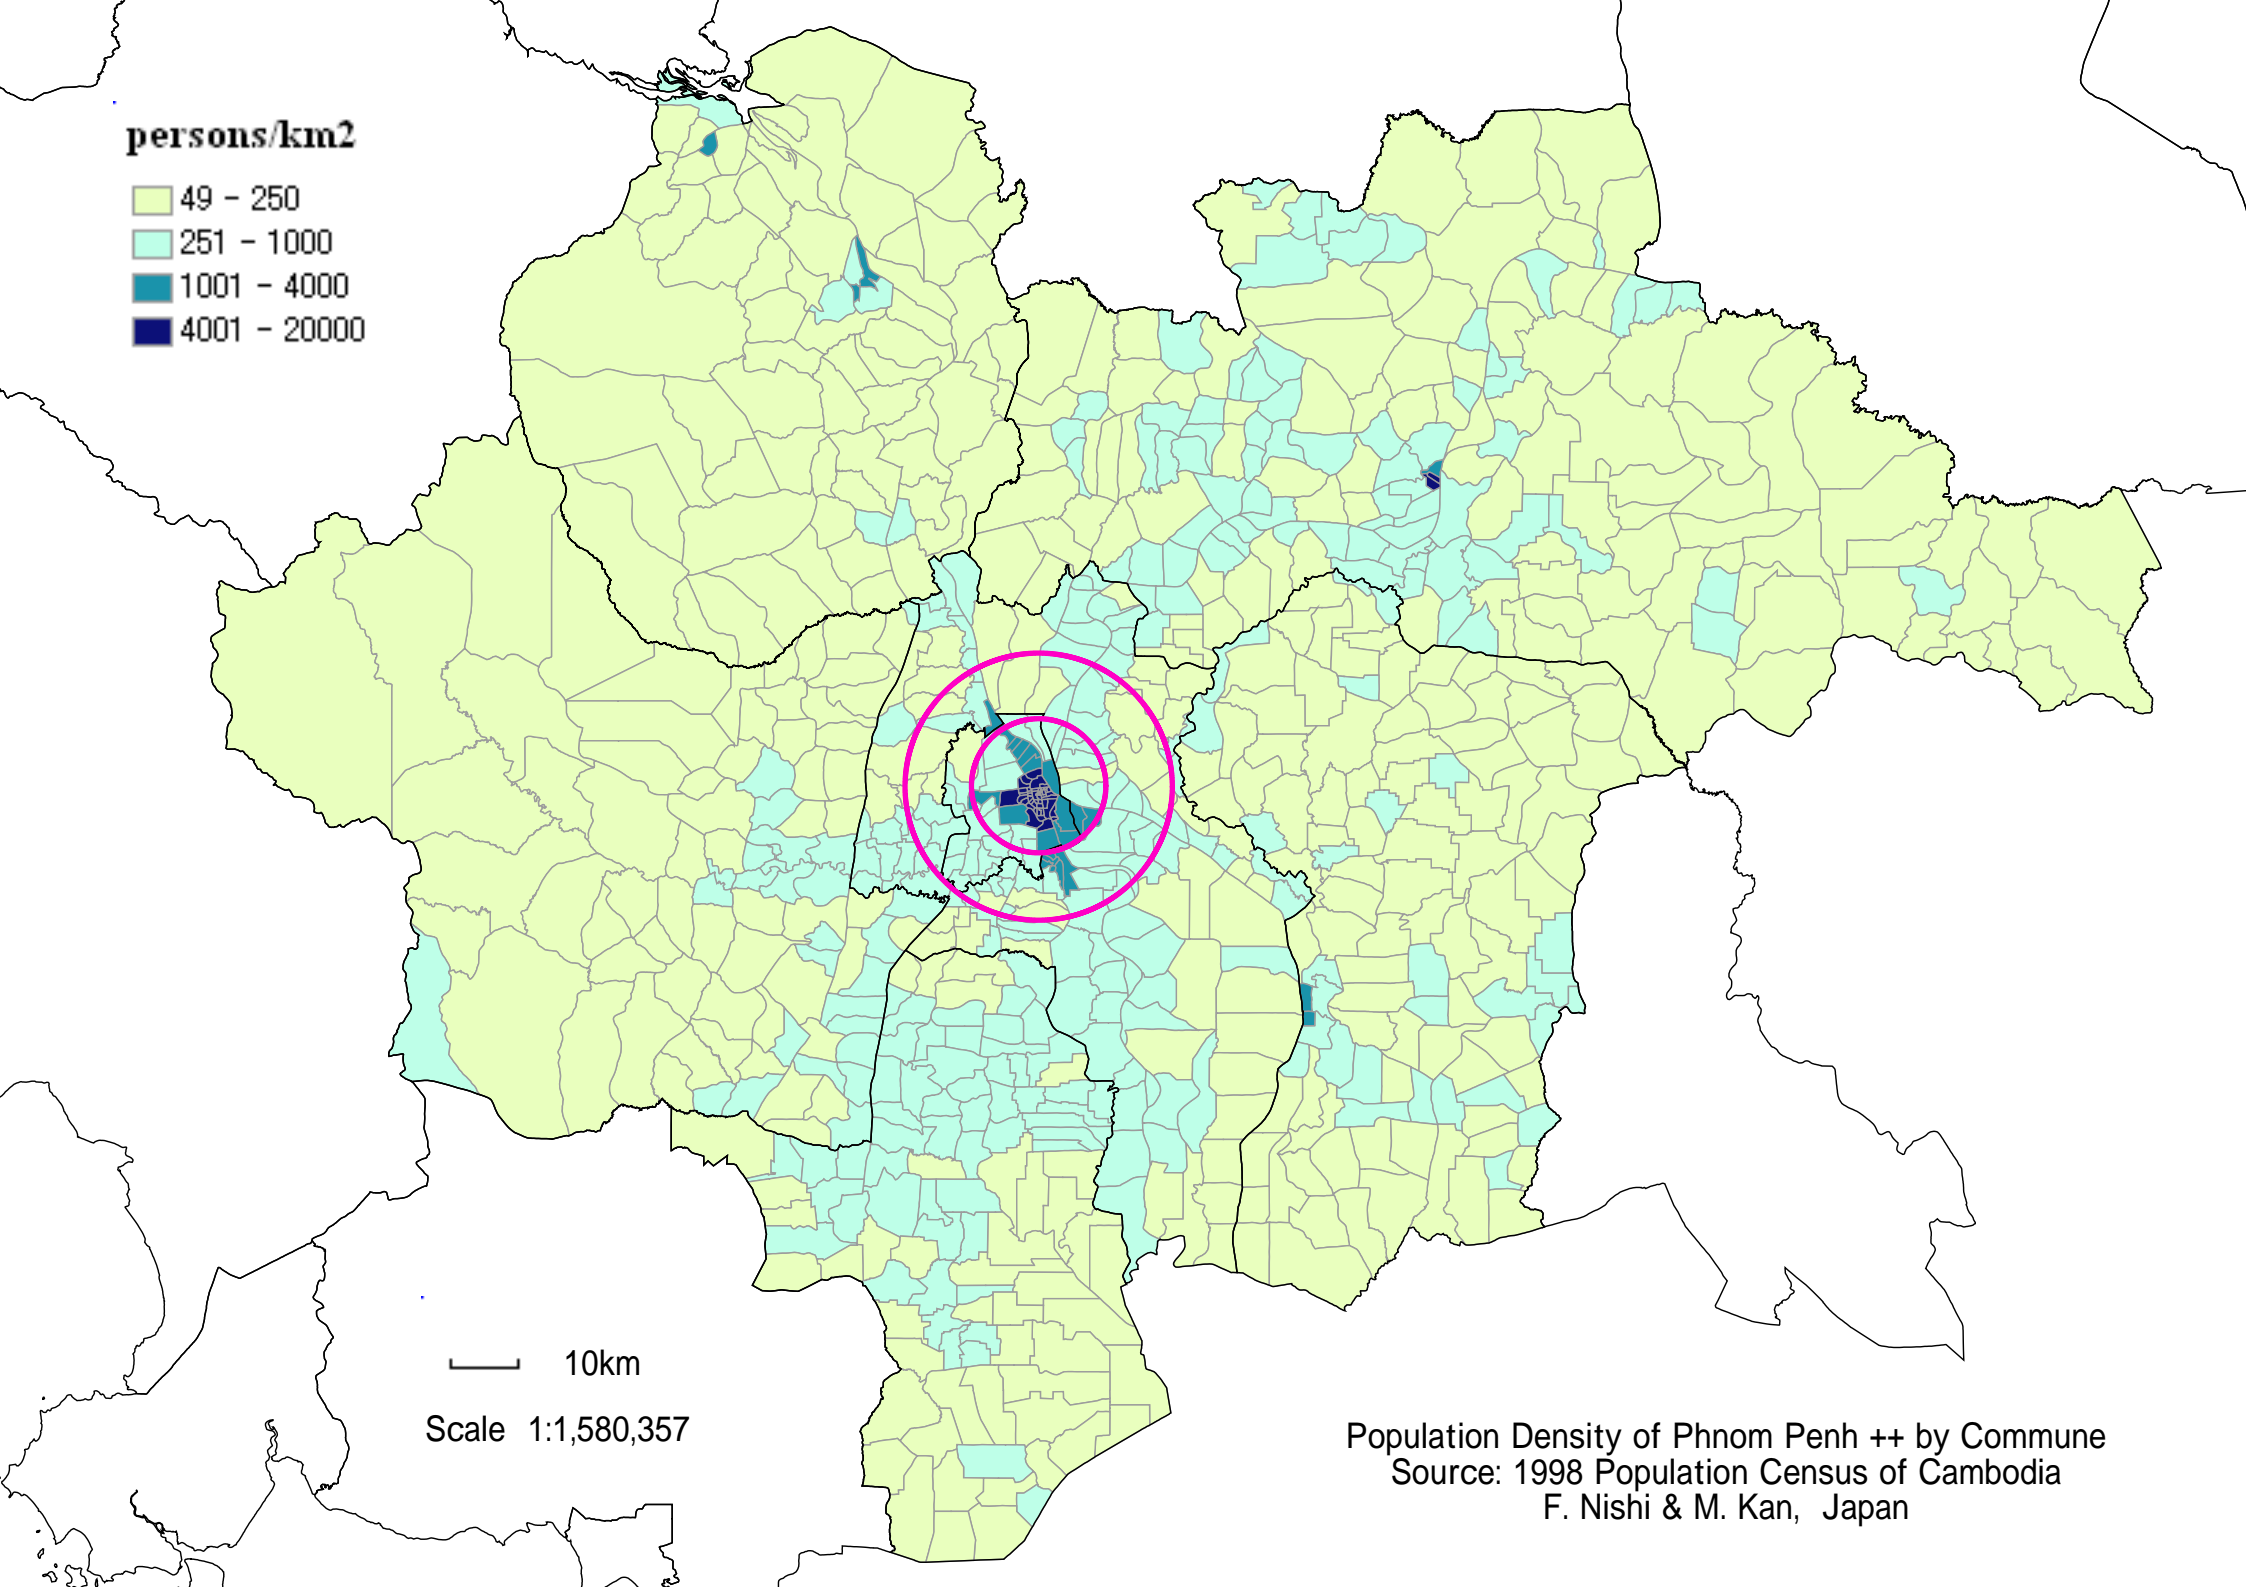 persons/km2
49 - 250
251 - 1000
1001 - 4000
4001 - 20000
10km
Scale 1:1,580,357
Population Density of Phnom Penh ++ by Commune
Source: 1998 Population Census of Cambodia
F. Nishi & M. Kan, Japan